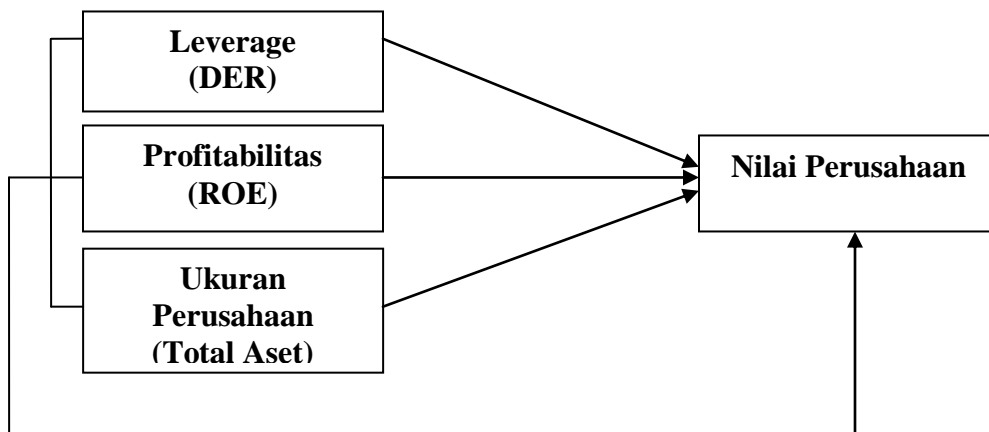 Leverage
(DER)
Profitabilitas
(ROE)
Nilai Perusahaan
Ukuran
Perusahaan
(Total Aset)